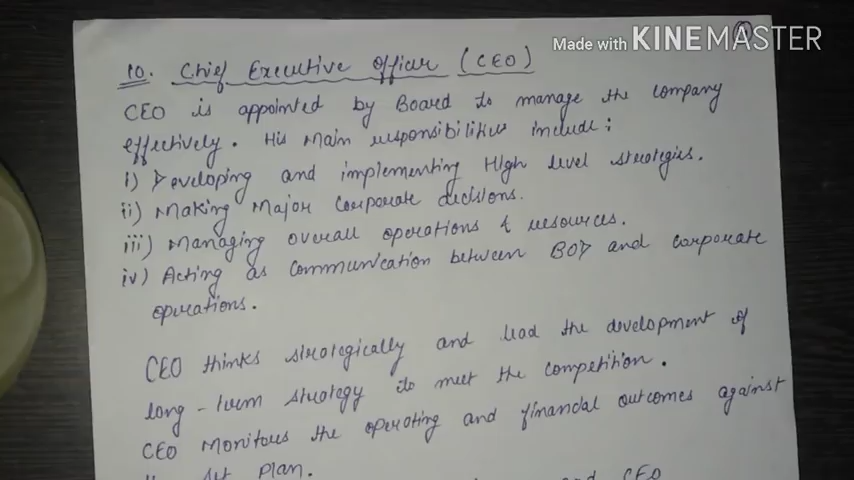 Made with KINEMASTER
10. Chief Executive Officer (CEO)
CEO is appointed by Board to manage the company
effectively. His Main responsibilities include:
i) Developing and implementing High level strategies.
ii) Making Major Corporate decisions.
iii) Managing overall operations & resources.
iv) Acting as communication between BOD and corporate
operations.
CEO thinks strategically and lead the development of
long-term strategy to meet the competition.
CEO Monitors the operating and financial outcomes against
set plan.
and CEO